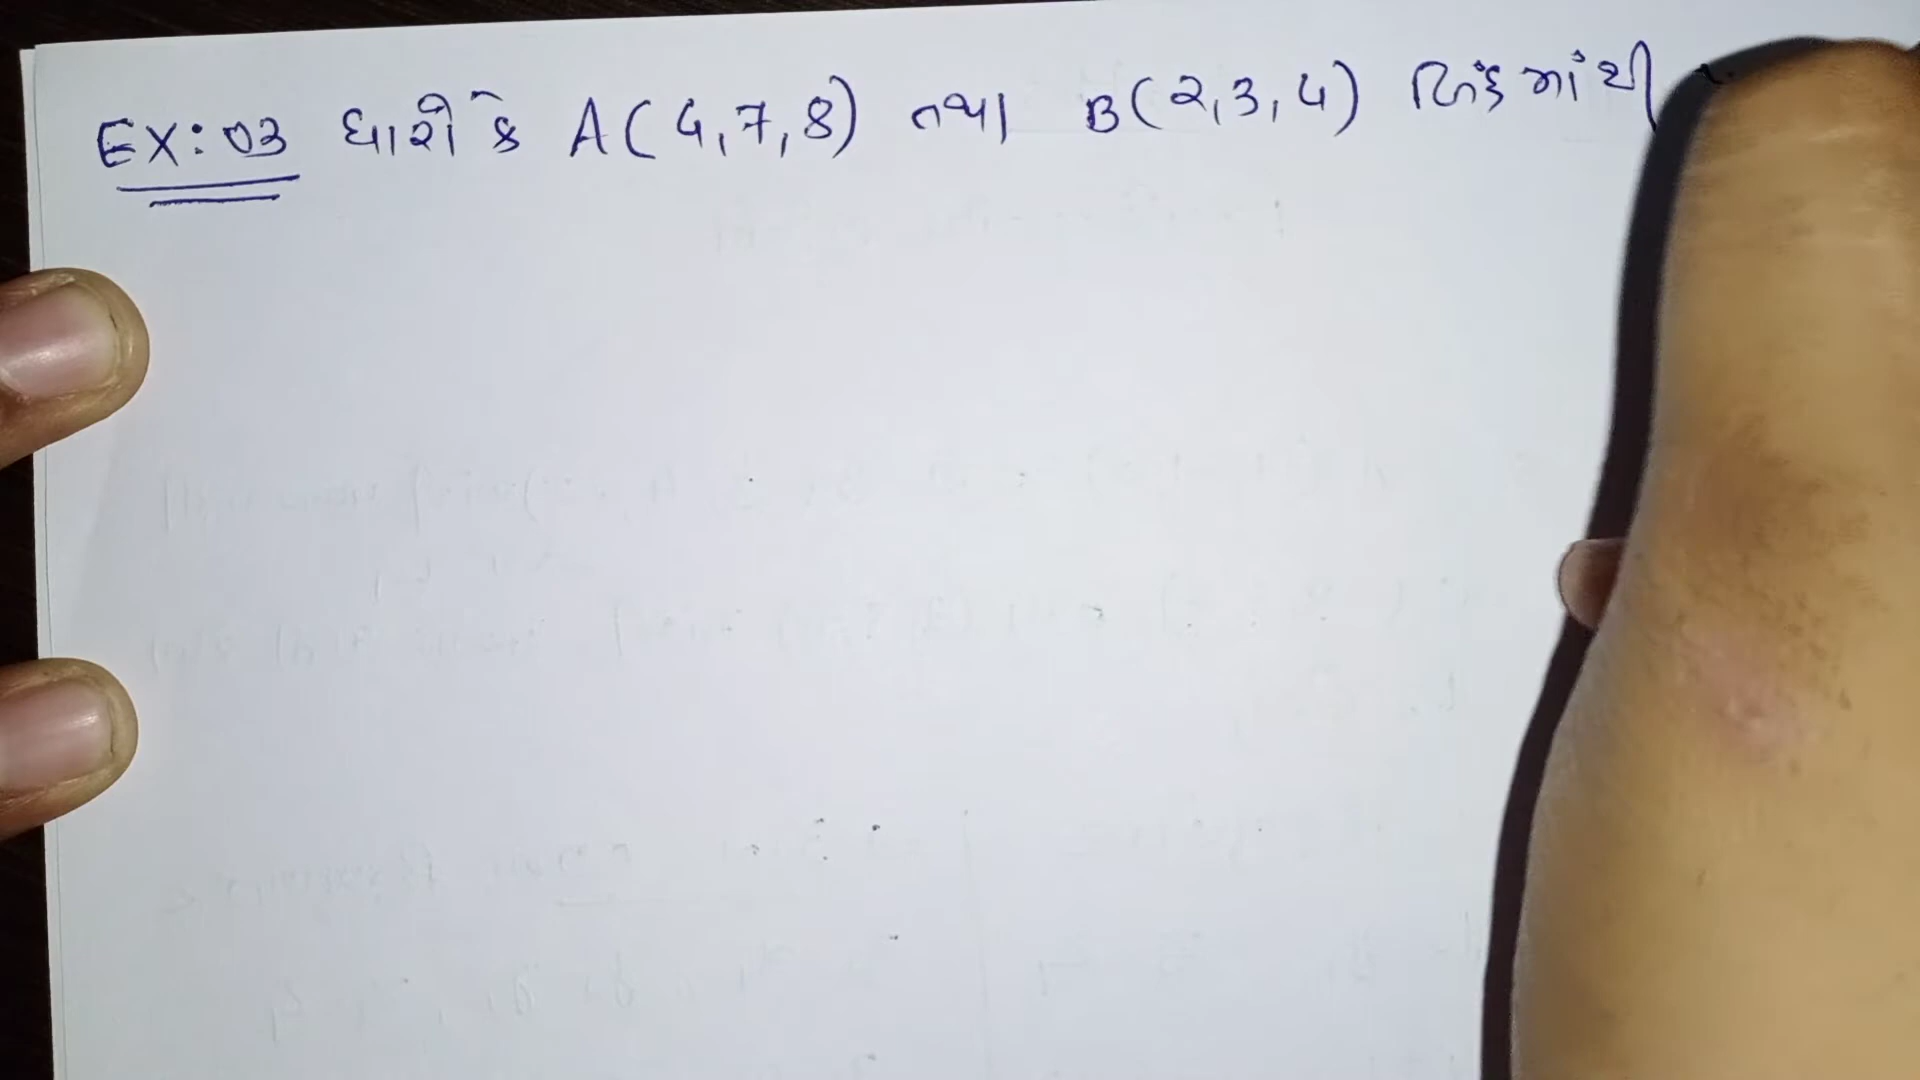 EX: 03 ધારો કે A(4,7,8) તથા B(2,3,4) બિંદુમાંથી